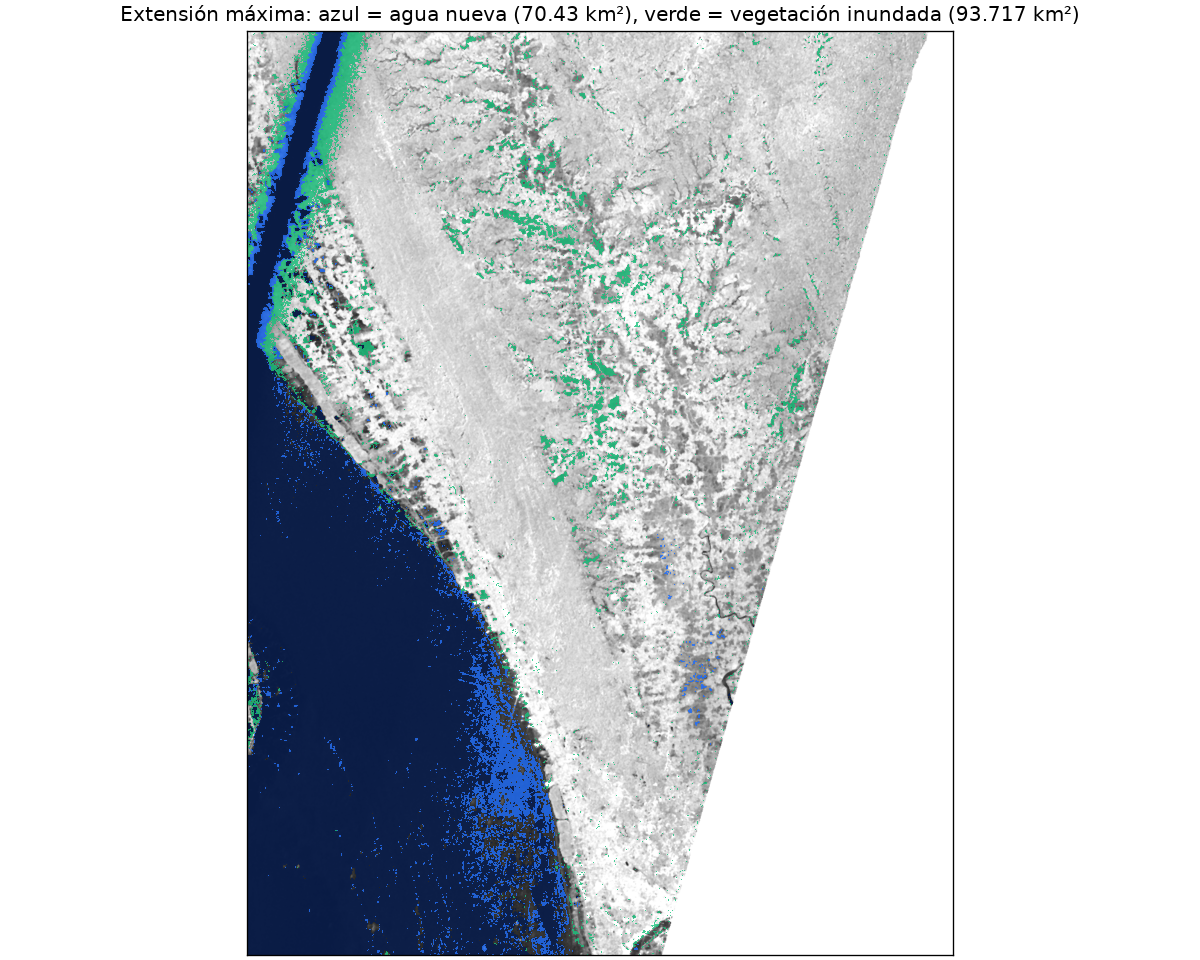 Extensión máxima: azul = agua nueva (70.43 km²), verde = vegetación inundada (93.717 km²)